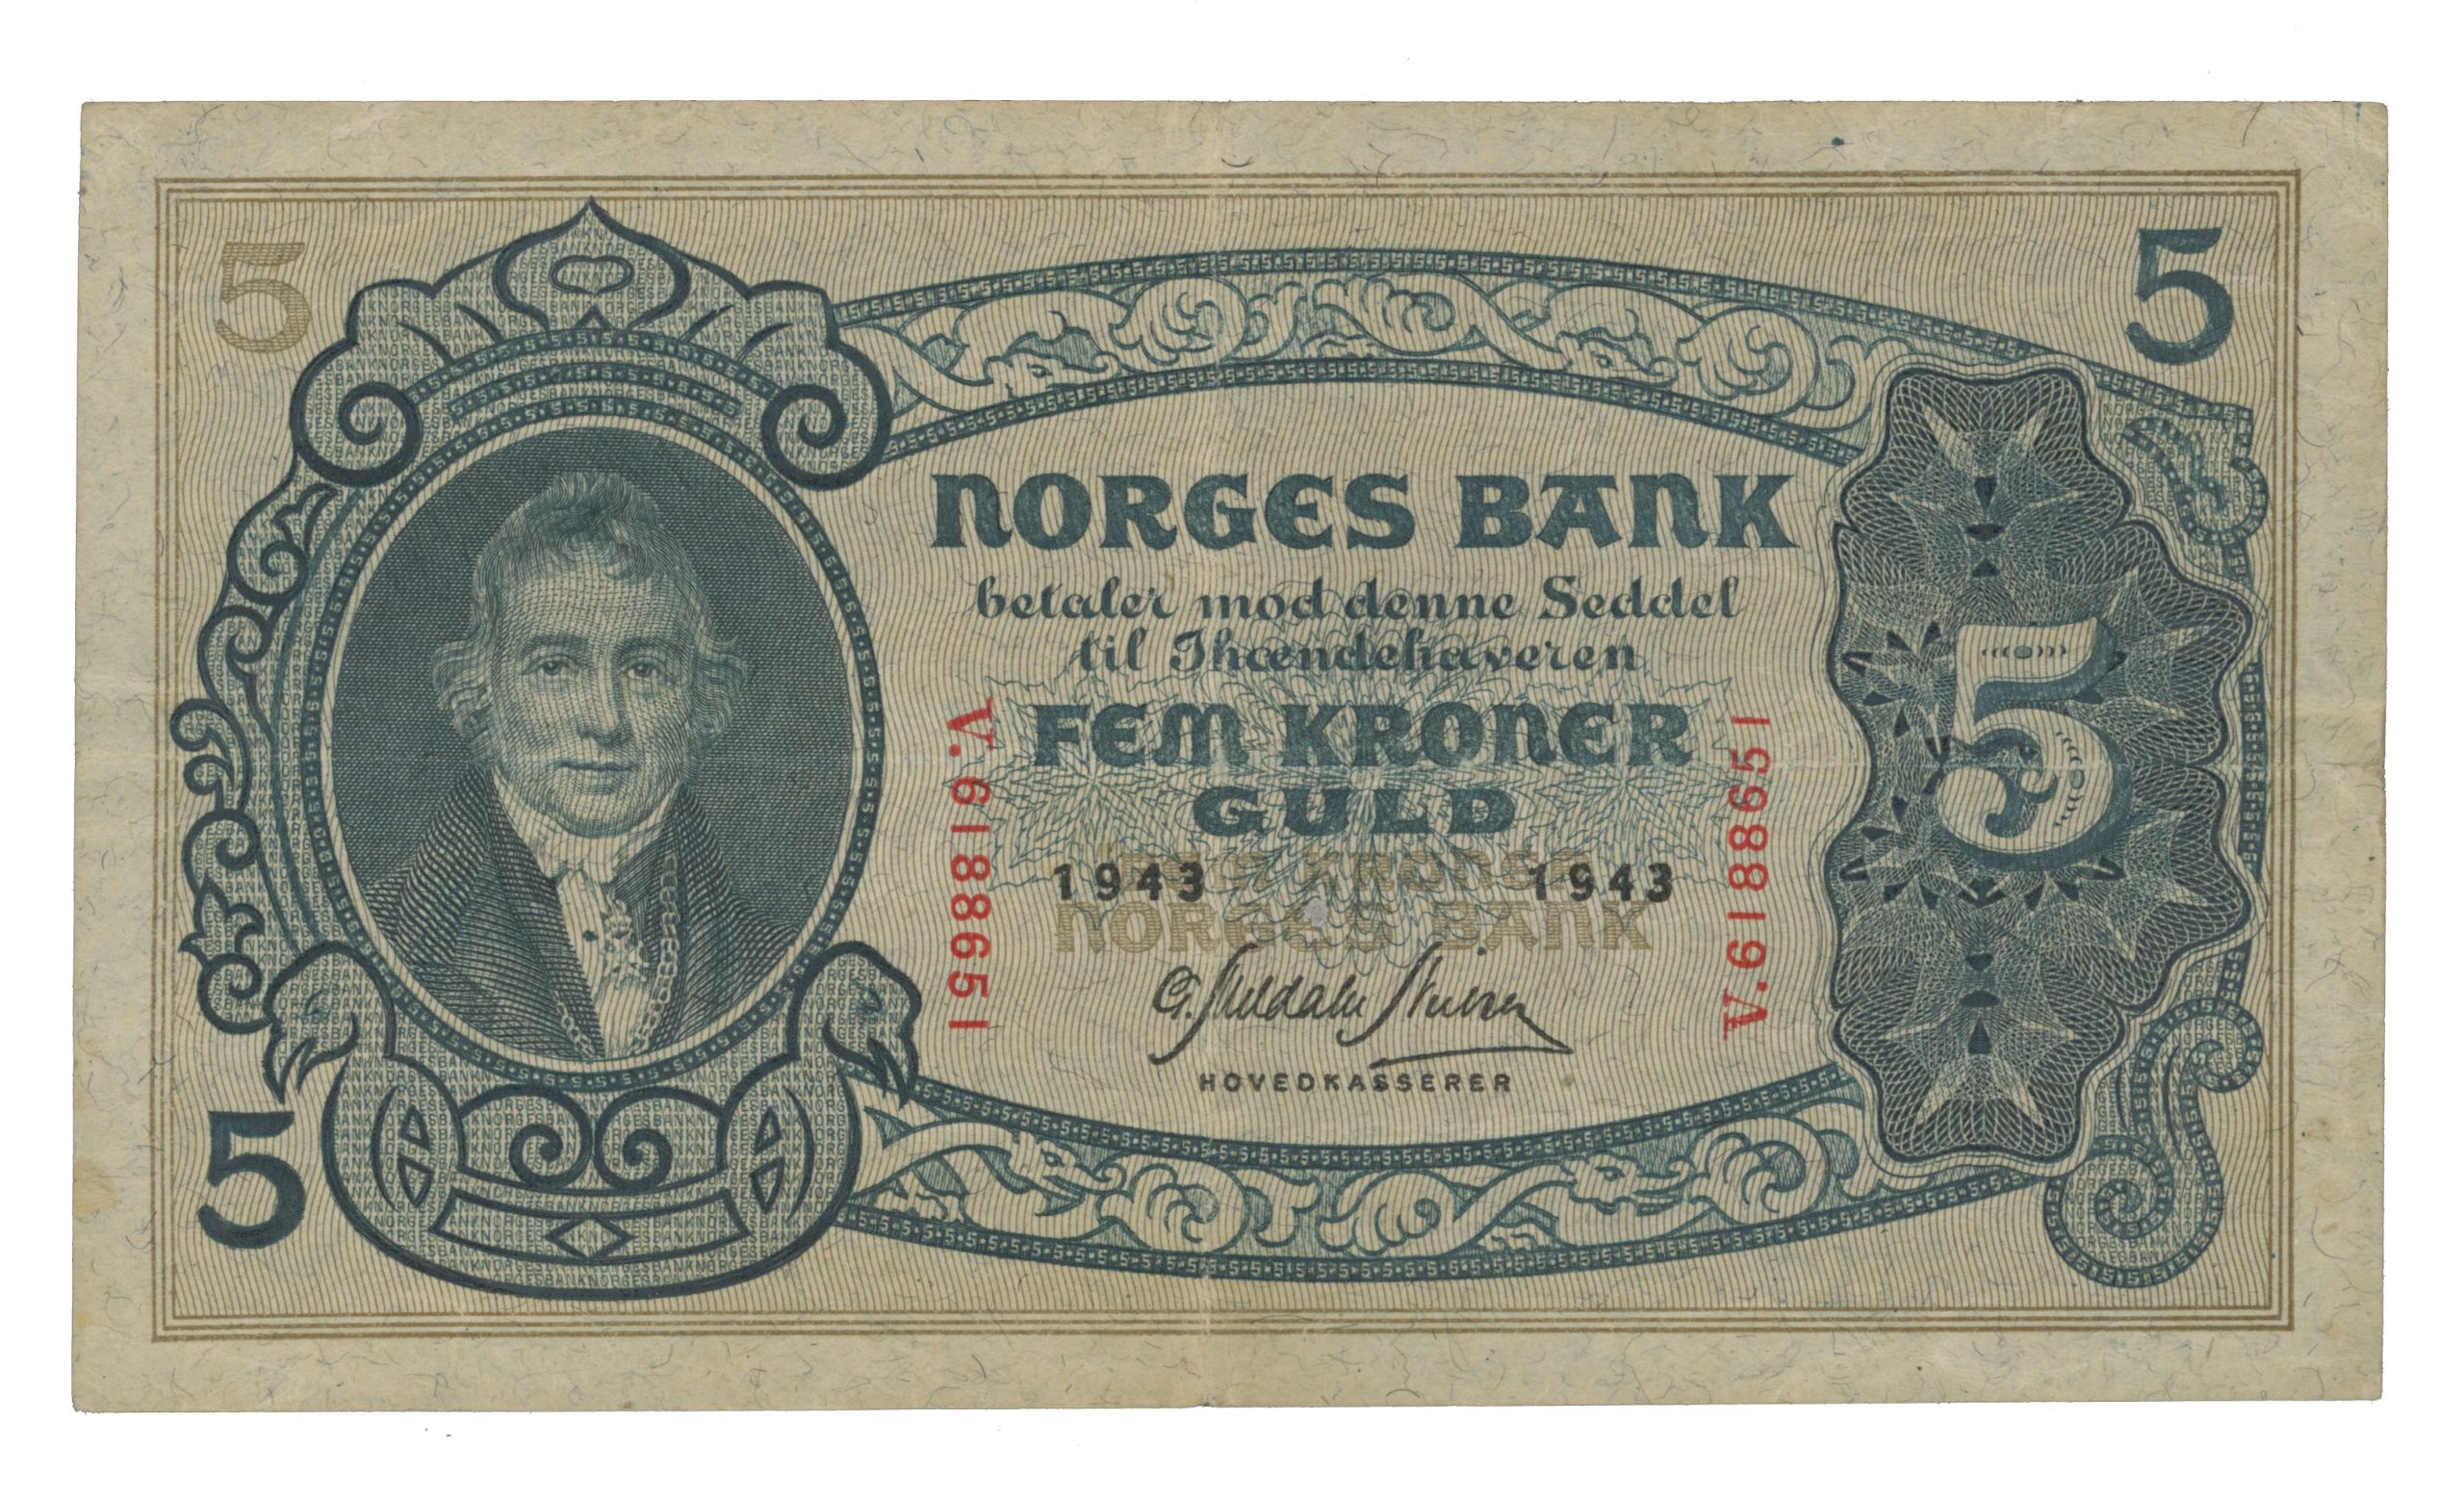 5
5
NORGES BANK
betaler mod denne Seddel
til Ihændehaveren
FEM KRONER
GULD
V.6188651
V.6188651
1943 1943
NORGES BANK
HOVEDKASSERER
5
5